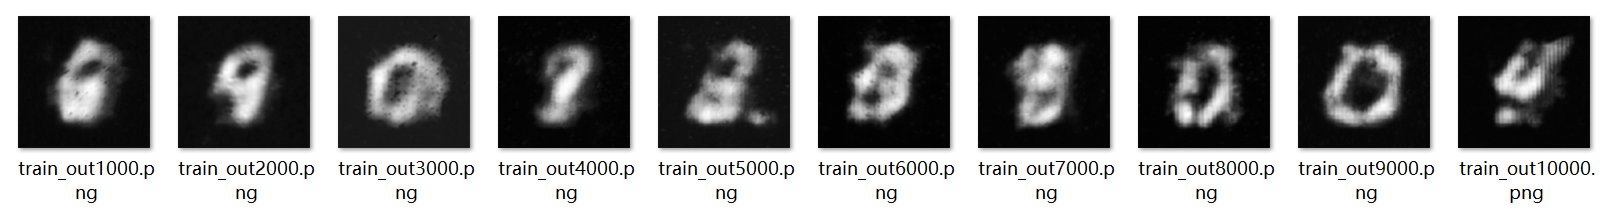 train_out1000.p
ng
train_out2000.p
ng
train_out3000.p
ng
train_out4000.p
ng
train_out5000.p
ng
train_out6000.p
ng
train_out7000.p
ng
train_out8000.p
ng
train_out9000.p
ng
train_out10000.
png